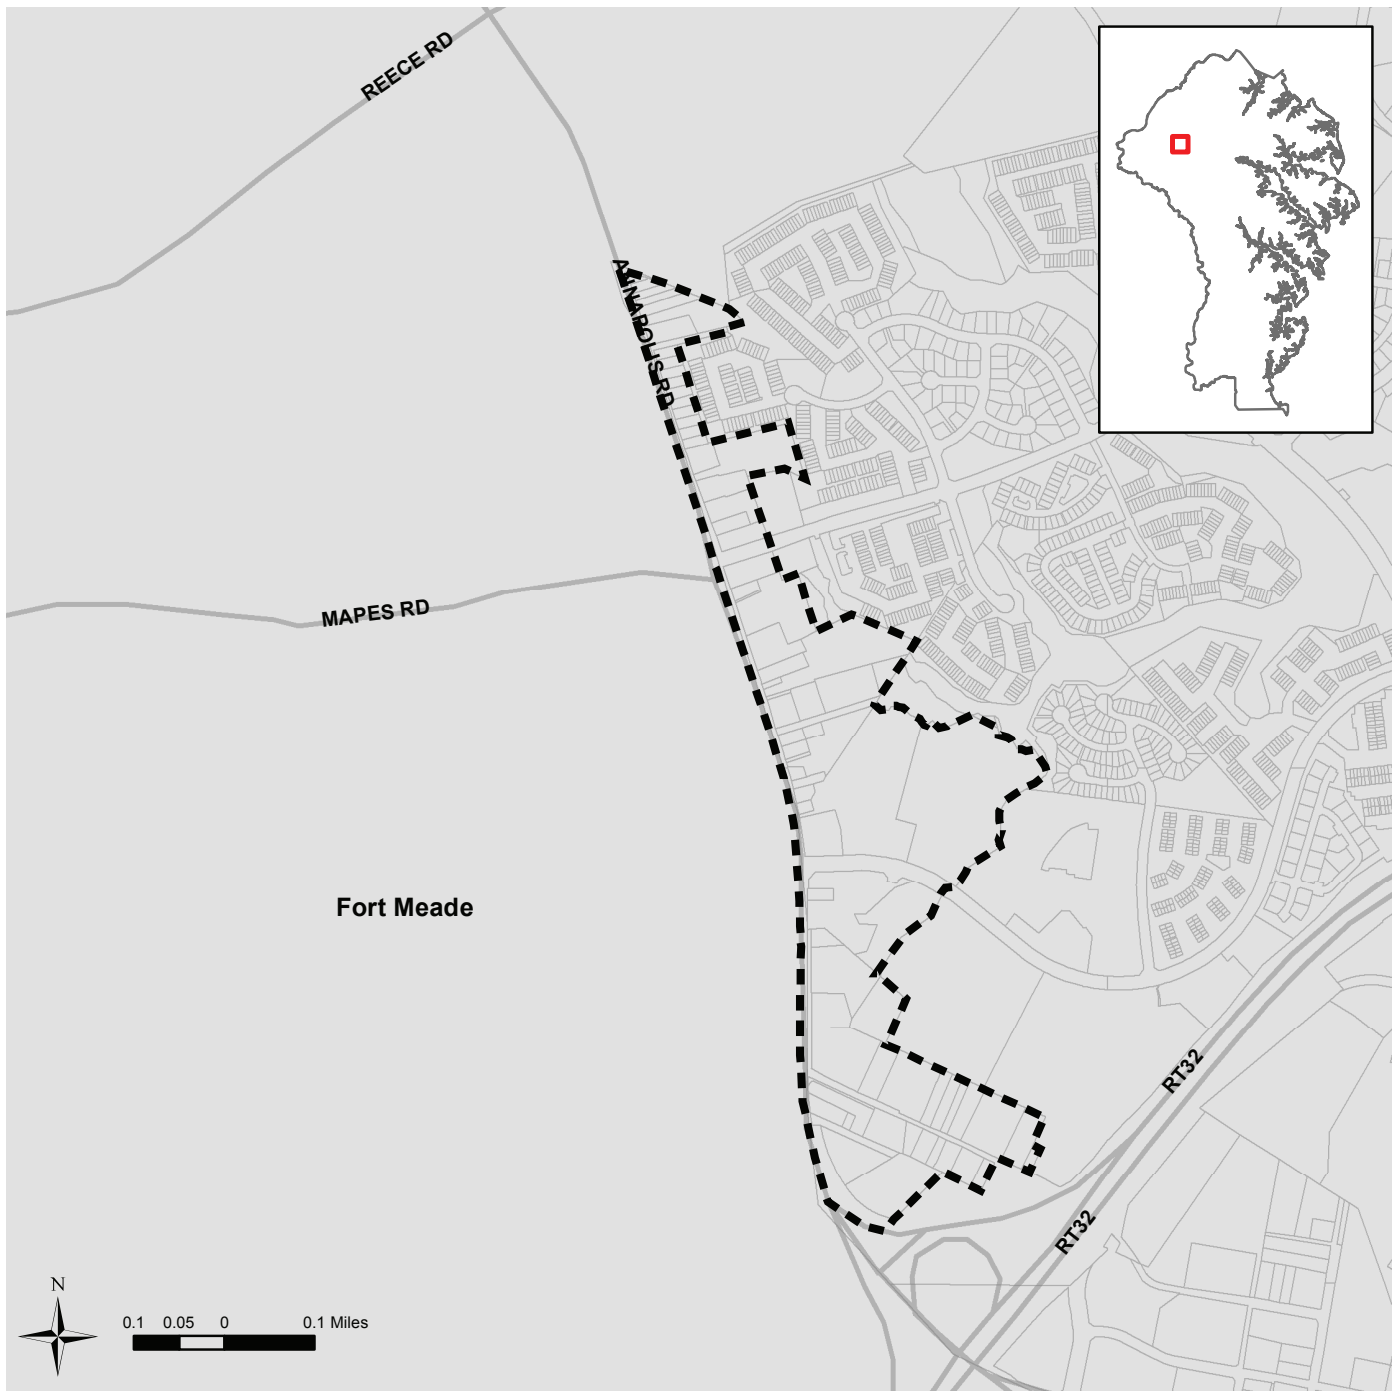 REECE RD
ANNAPOLIS RD
MAPES RD
Fort Meade
RT32
RT32
N
0.1 0.05 0 0.1 Miles